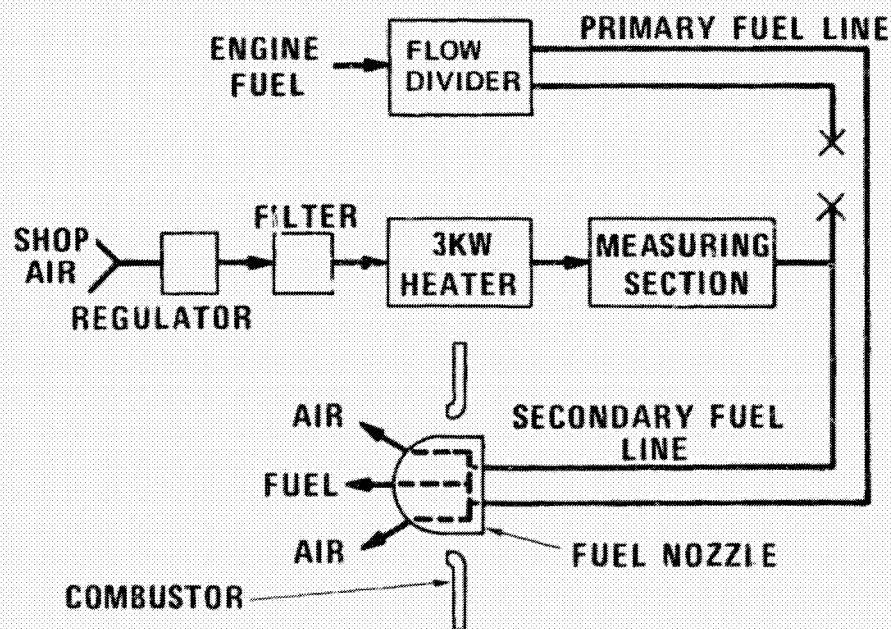 PRIMARY FUEL LINE
ENGINE
FUEL
FLOW
DIVIDER
SHOP
AIR
REGULATOR
FILTER
3KW
HEATER
MEASURING
SECTION
AIR
FUEL
AIR
SECONDARY FUEL
LINE
FUEL NOZZLE
COMBUSTOR